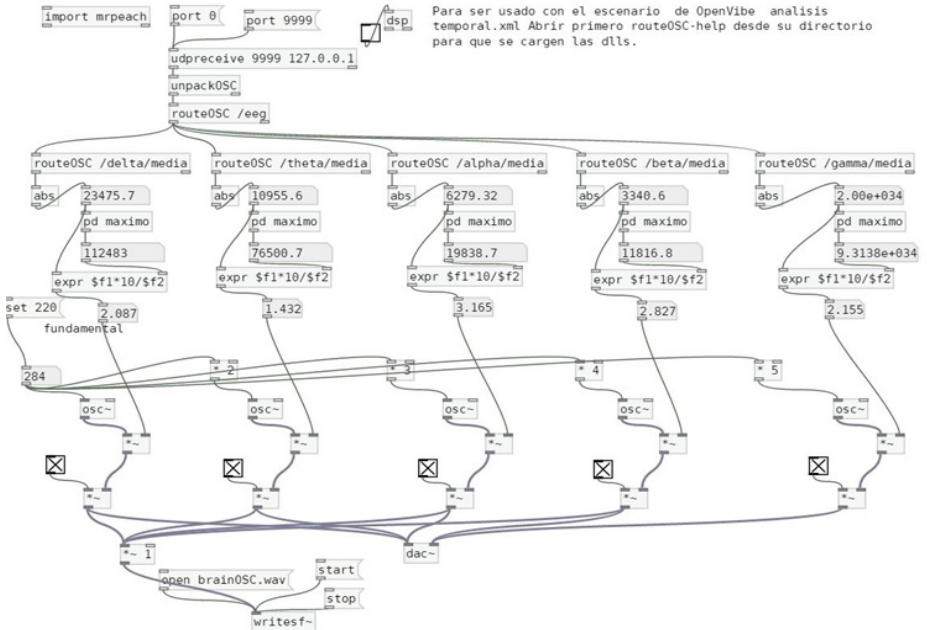 import mrpeach
port 0
port 9999
dsp
Para ser usado con el escenario de OpenVibe analisis
temporal.xml Abrir primero routeOSC-help desde su directorio
para que se cargen las dlls.
udpreceive 9999 127.0.0.1
unpackOSC
routeOSC /eeg
routeOSC /delta/media
routeOSC /theta/media
routeOSC /alpha/media
routeOSC /beta/media
routeOSC /gamma/media
abs
23475.7
abs
10955.6
abs
6279.32
abs
3340.6
abs
2.00e+034
pd maximo
pd maximo
pd maximo
pd maximo
pd maximo
112483
76500.7
19838.7
11816.8
9.3138e+034
expr $f1*10/$f2
expr $f1*10/$f2
expr $f1*10/$f2
expr $f1*10/$f2
expr $f1*10/$f2
set 220
2.087
1.432
3.165
2.827
2.155
fundamental
284
* 2
* 3
* 4
* 5
osc~
osc~
osc~
osc~
osc~
*~
*~
*~
*~
*~
*~
*~
*~
*~
*~
*~ 1
dac~
open brainOSC.wav
start
stop
writesf~